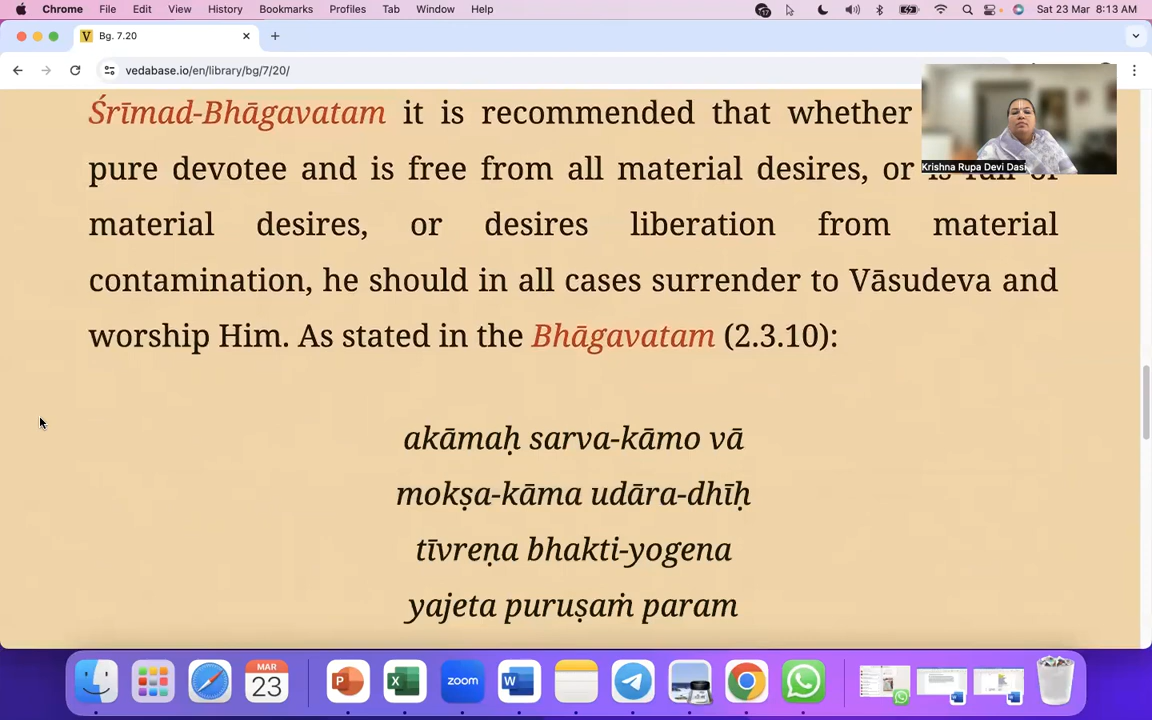 Chrome File Edit View History Bookmarks Profiles Tab Window Help 17 Sat 23 Mar 8:13 AM
Bg. 7.20
vedabase.io/en/library/bg/7/20/
Śrīmad-Bhāgavatam it is recommended that whether
pure devotee and is free from all material desires, or is full of
Krishna Rupa Devi Dasi
material desires, or desires liberation from material
contamination, he should in all cases surrender to Vāsudeva and
worship Him. As stated in the Bhāgavatam (2.3.10):
akāmaḥ sarva-kāmo vā
mokṣa-kāma udāra-dhīḥ
tīvreṇa bhakti-yogena
yajeta puruṣaṁ param
MAR
23
zoom